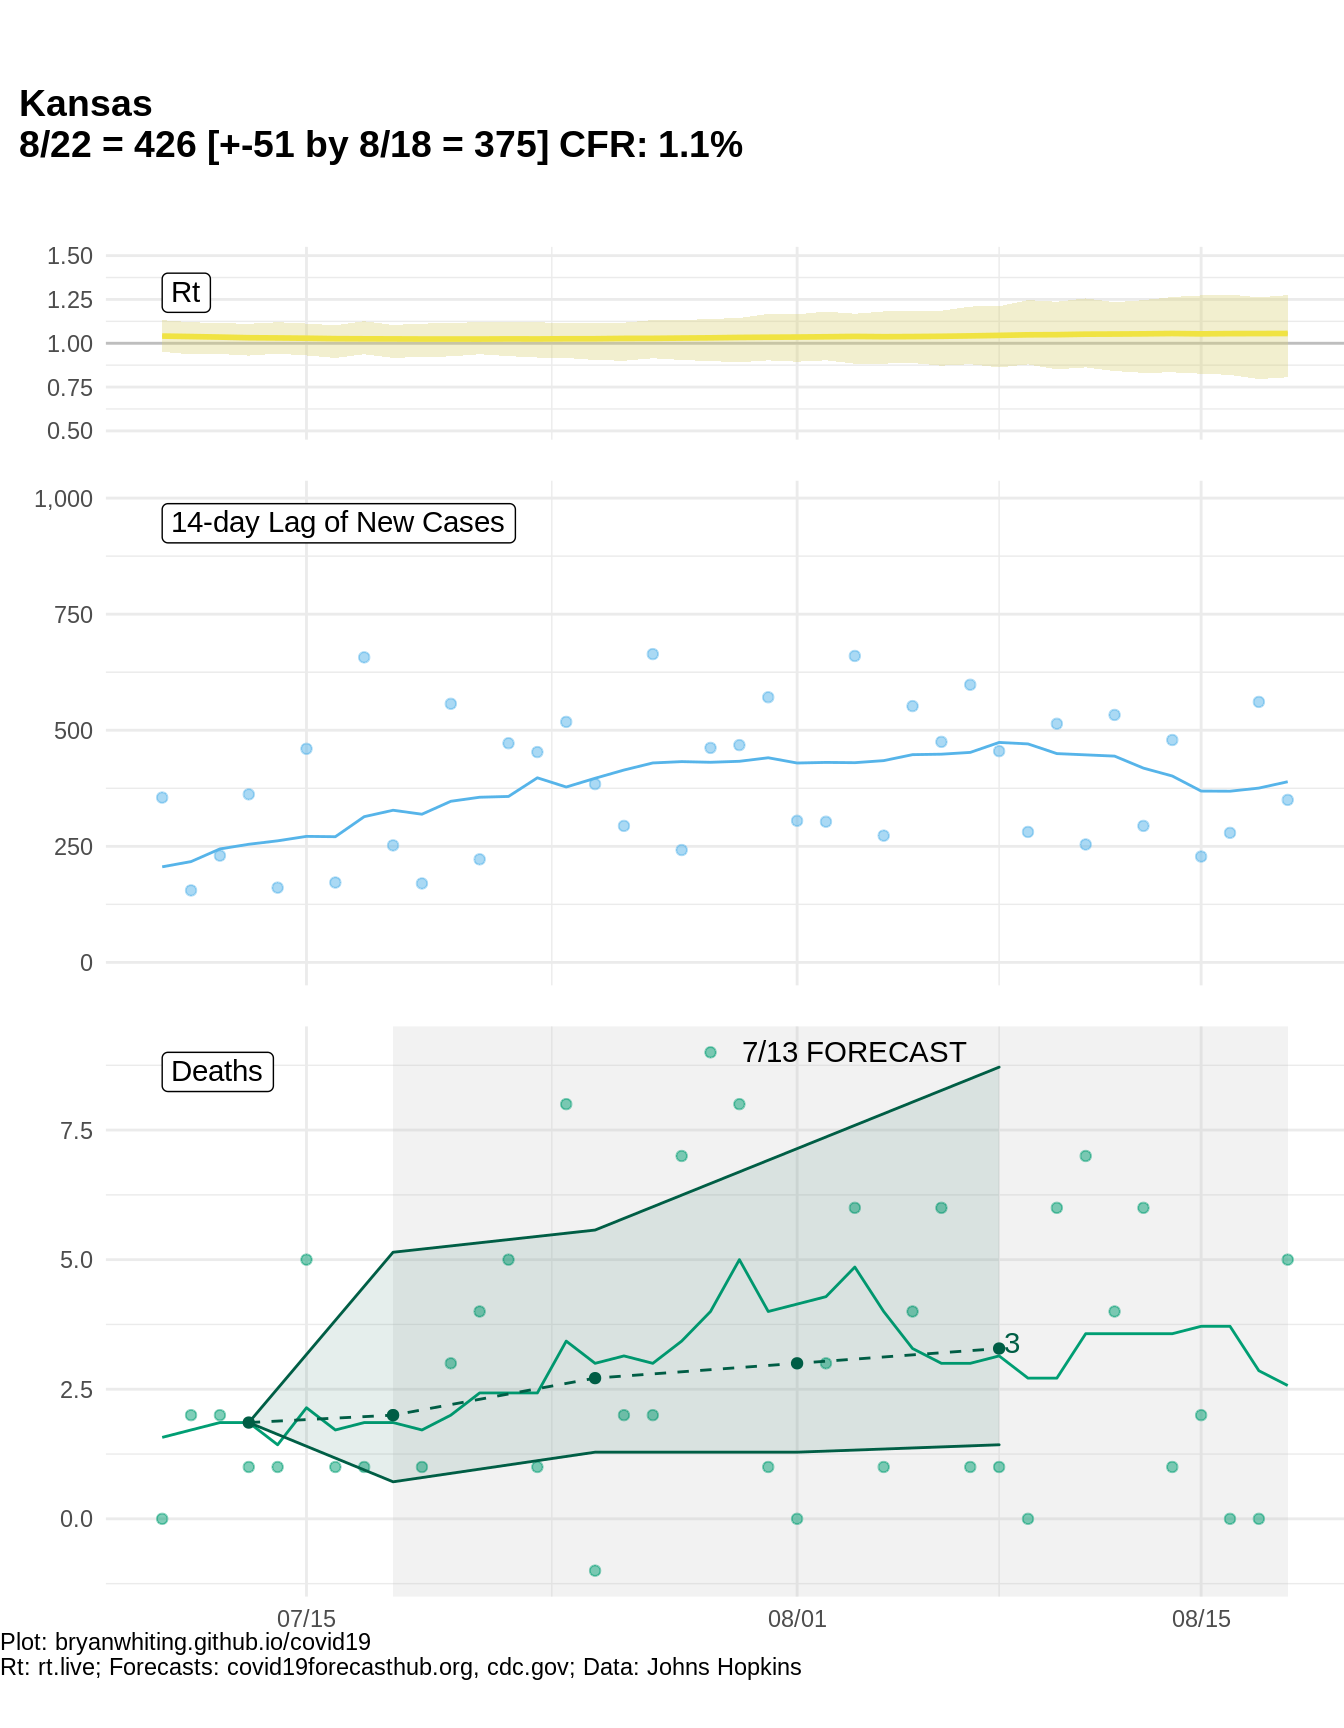 Kansas
8/22 = 426 [+-51 by 8/18 = 375] CFR: 1.1%
1.50
Rt
1.25
1.00
0.75
0.50
1,000
14-day Lag of New Cases
750
500
250
0
7/13 FORECAST
Deaths
7.5
5.0
3
2.5
0.0
07/15 08/01 08/15
Plot: bryanwhiting.github.io/covid19
Rt: rt.live; Forecasts: covid19forecasthub.org, cdc.gov; Data: Johns Hopkins